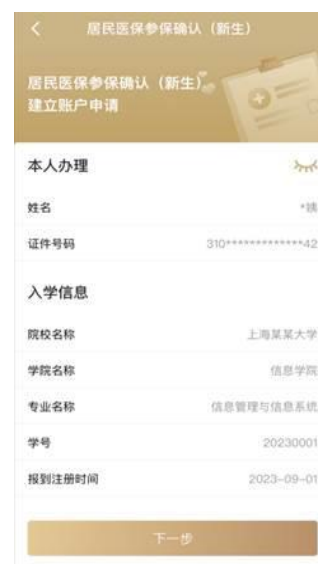 居民医保参保确认（新生）
居民医保参保确认（新生）
建立账户申请
本人办理
姓名
证件号码 310*************42
入学信息
院校名称 上海某某大学
学院名称 信息学院
专业名称 信息管理与信息系统
学号 20230001
报到注册时间 2023-09-01
下一步